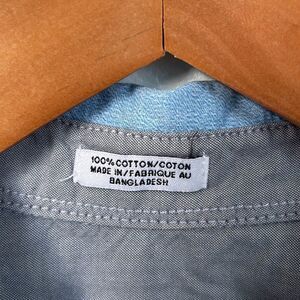 100% COTTON/COTON
MADE IN/FABRIQUE AU
BANGLADESH